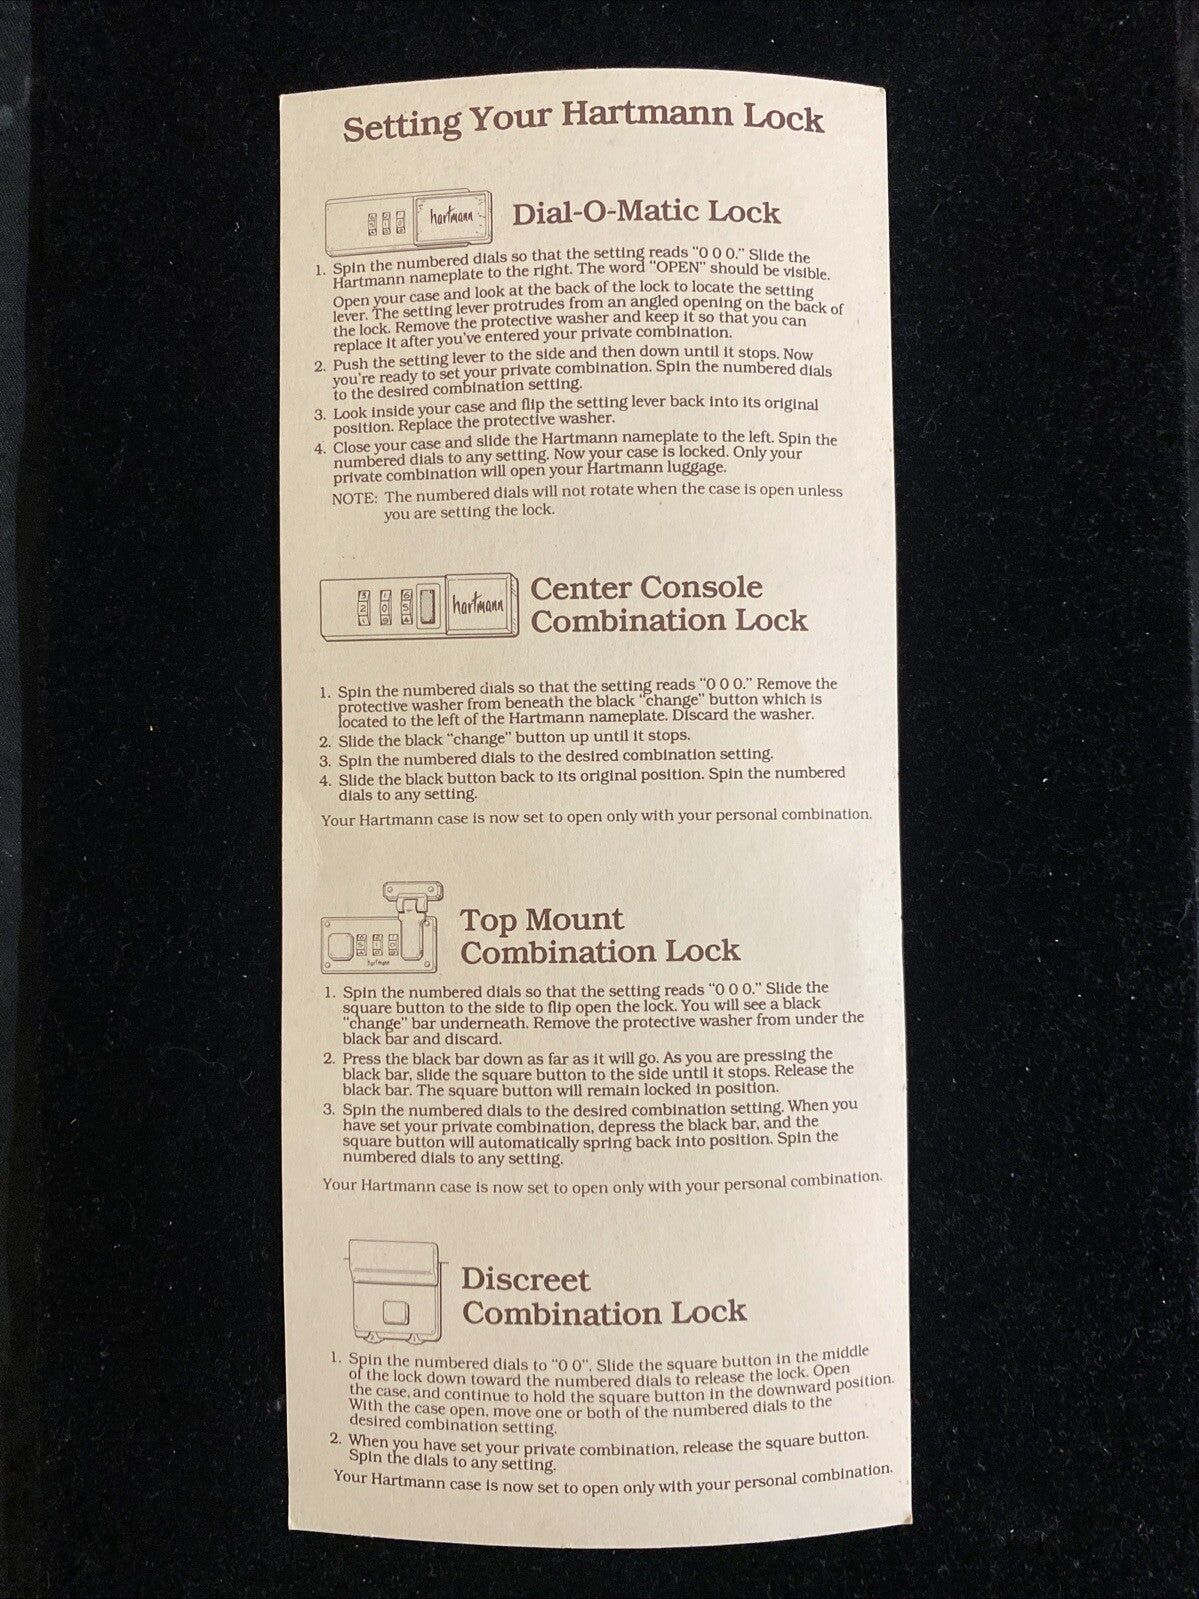 Setting Your Hartmann Lock
hartmann
Dial-O-Matic Lock
1. Spin the numbered dials so that the setting reads "0 0 0." Slide the
Hartmann nameplate to the right. The word "OPEN" should be visible.
Open your case and look at the back of the lock to locate the setting
lever. The setting lever protrudes from an angled opening on the back of
the lock. Remove the protective washer and keep it so that you can
replace it after you've entered your private combination.
2. Push the setting lever to the side and then down until it stops. Now
you're ready to set your private combination. Spin the numbered dials
to the desired combination setting.
3. Look inside your case and flip the setting lever back into its original
position. Replace the protective washer.
4. Close your case and slide the Hartmann nameplate to the left. Spin the
numbered dials to any setting. Now your case is locked. Only your
private combination will open your Hartmann luggage.
NOTE: The numbered dials will not rotate when the case is open unless
you are setting the lock.
hartmann
Center Console
Combination Lock
1. Spin the numbered dials so that the setting reads "0 0 0." Remove the
protective washer from beneath the black "change" button which is
located to the left of the Hartmann nameplate. Discard the washer.
2. Slide the black "change" button up until it stops.
3. Spin the numbered dials to the desired combination setting.
4. Slide the black button back to its original position. Spin the numbered
dials to any setting.
Your Hartmann case is now set to open only with your personal combination.
hartmann
Top Mount
Combination Lock
1. Spin the numbered dials so that the setting reads "0 0 0." Slide the
square button to the side to flip open the lock. You will see a black
"change" bar underneath. Remove the protective washer from under the
black bar and discard.
2. Press the black bar down as far as it will go. As you are pressing the
black bar, slide the square button to the side until it stops. Release the
black bar. The square button will remain locked in position.
3. Spin the numbered dials to the desired combination setting. When you
have set your private combination, depress the black bar, and the
square button will automatically spring back into position. Spin the
numbered dials to any setting.
Your Hartmann case is now set to open only with your personal combination.
Discreet
Combination Lock
1. Spin the numbered dials to "0 0". Slide the square button in the middle
of the lock down toward the numbered dials to release the lock. Open
the case, and continue to hold the square button in the downward position.
With the case open, move one or both of the numbered dials to the
desired combination setting.
2. When you have set your private combination, release the square button.
Spin the dials to any setting.
Your Hartmann case is now set to open only with your personal combination.